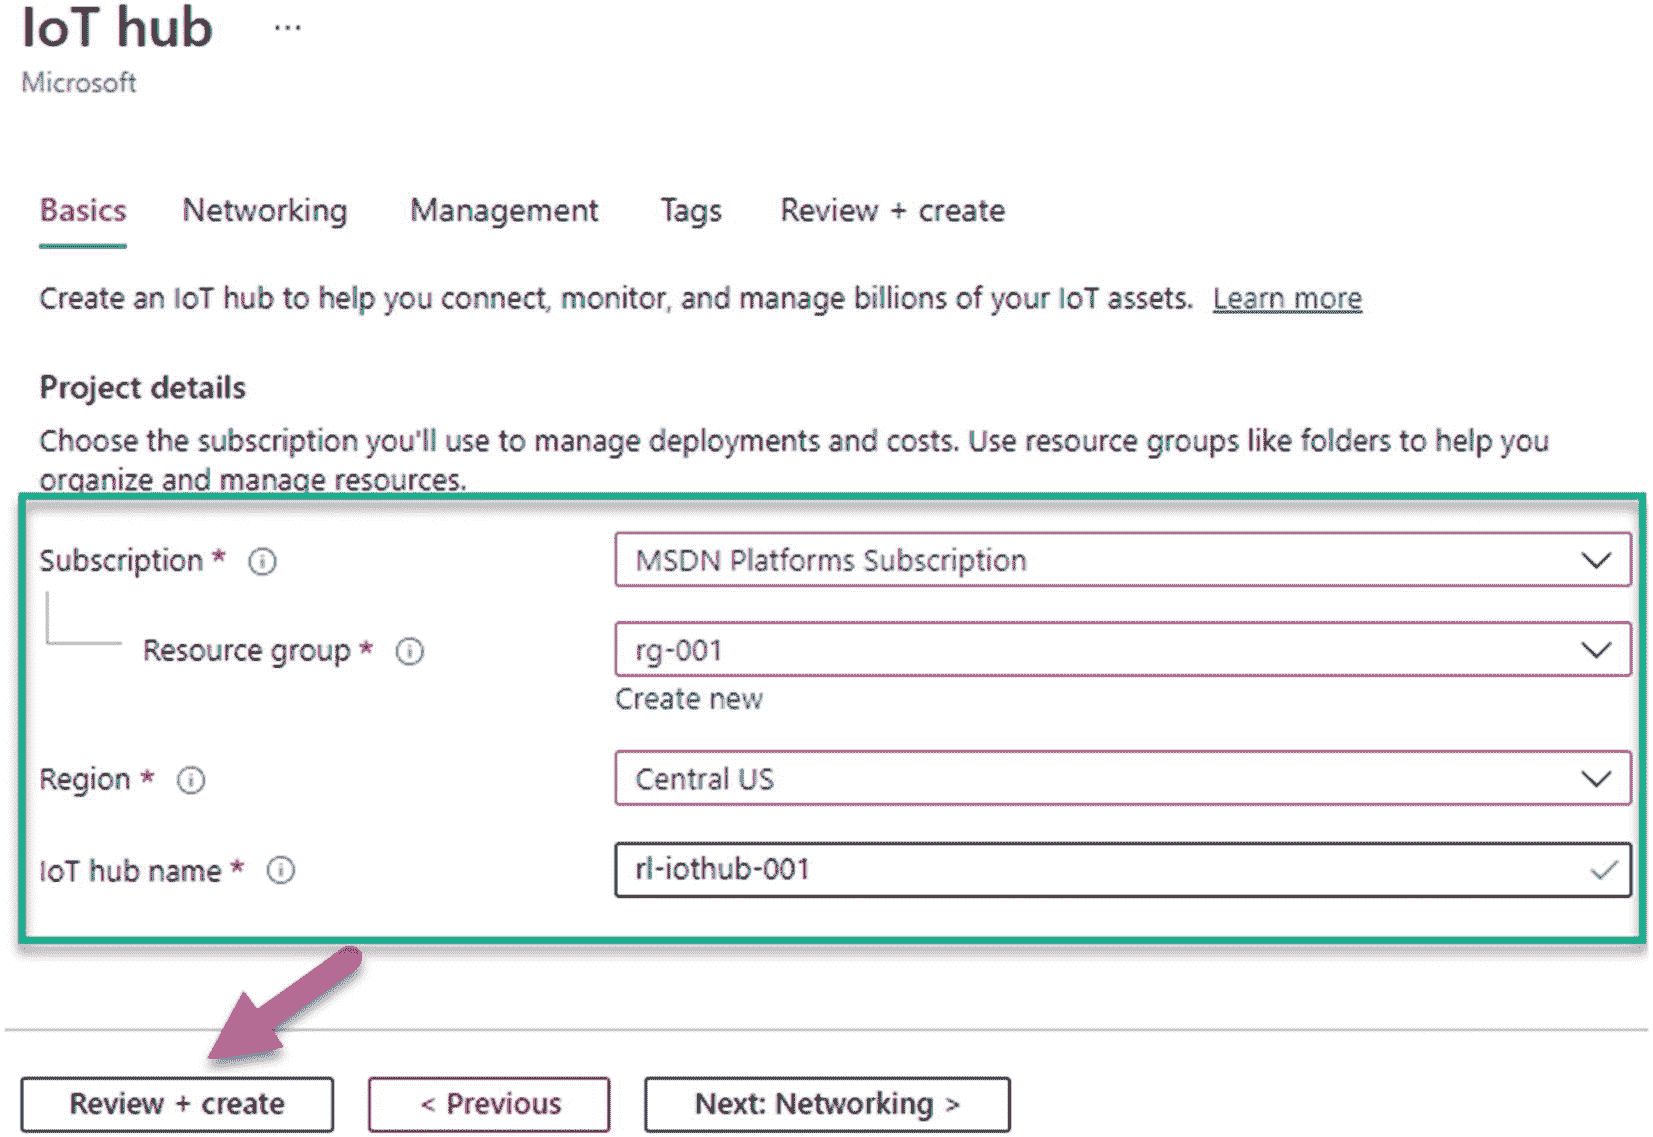 IoT hub ...
Microsoft
Basics Networking Management Tags Review + create
Create an IoT hub to help you connect, monitor, and manage billions of your IoT assets. Learn more
Project details
Choose the subscription you'll use to manage deployments and costs. Use resource groups like folders to help you
organize and manage resources.
Subscription * MSDN Platforms Subscription
Resource group * rg-001
Create new
Region * Central US
IoT hub name * rl-iothub-001
Review + create < Previous Next: Networking >